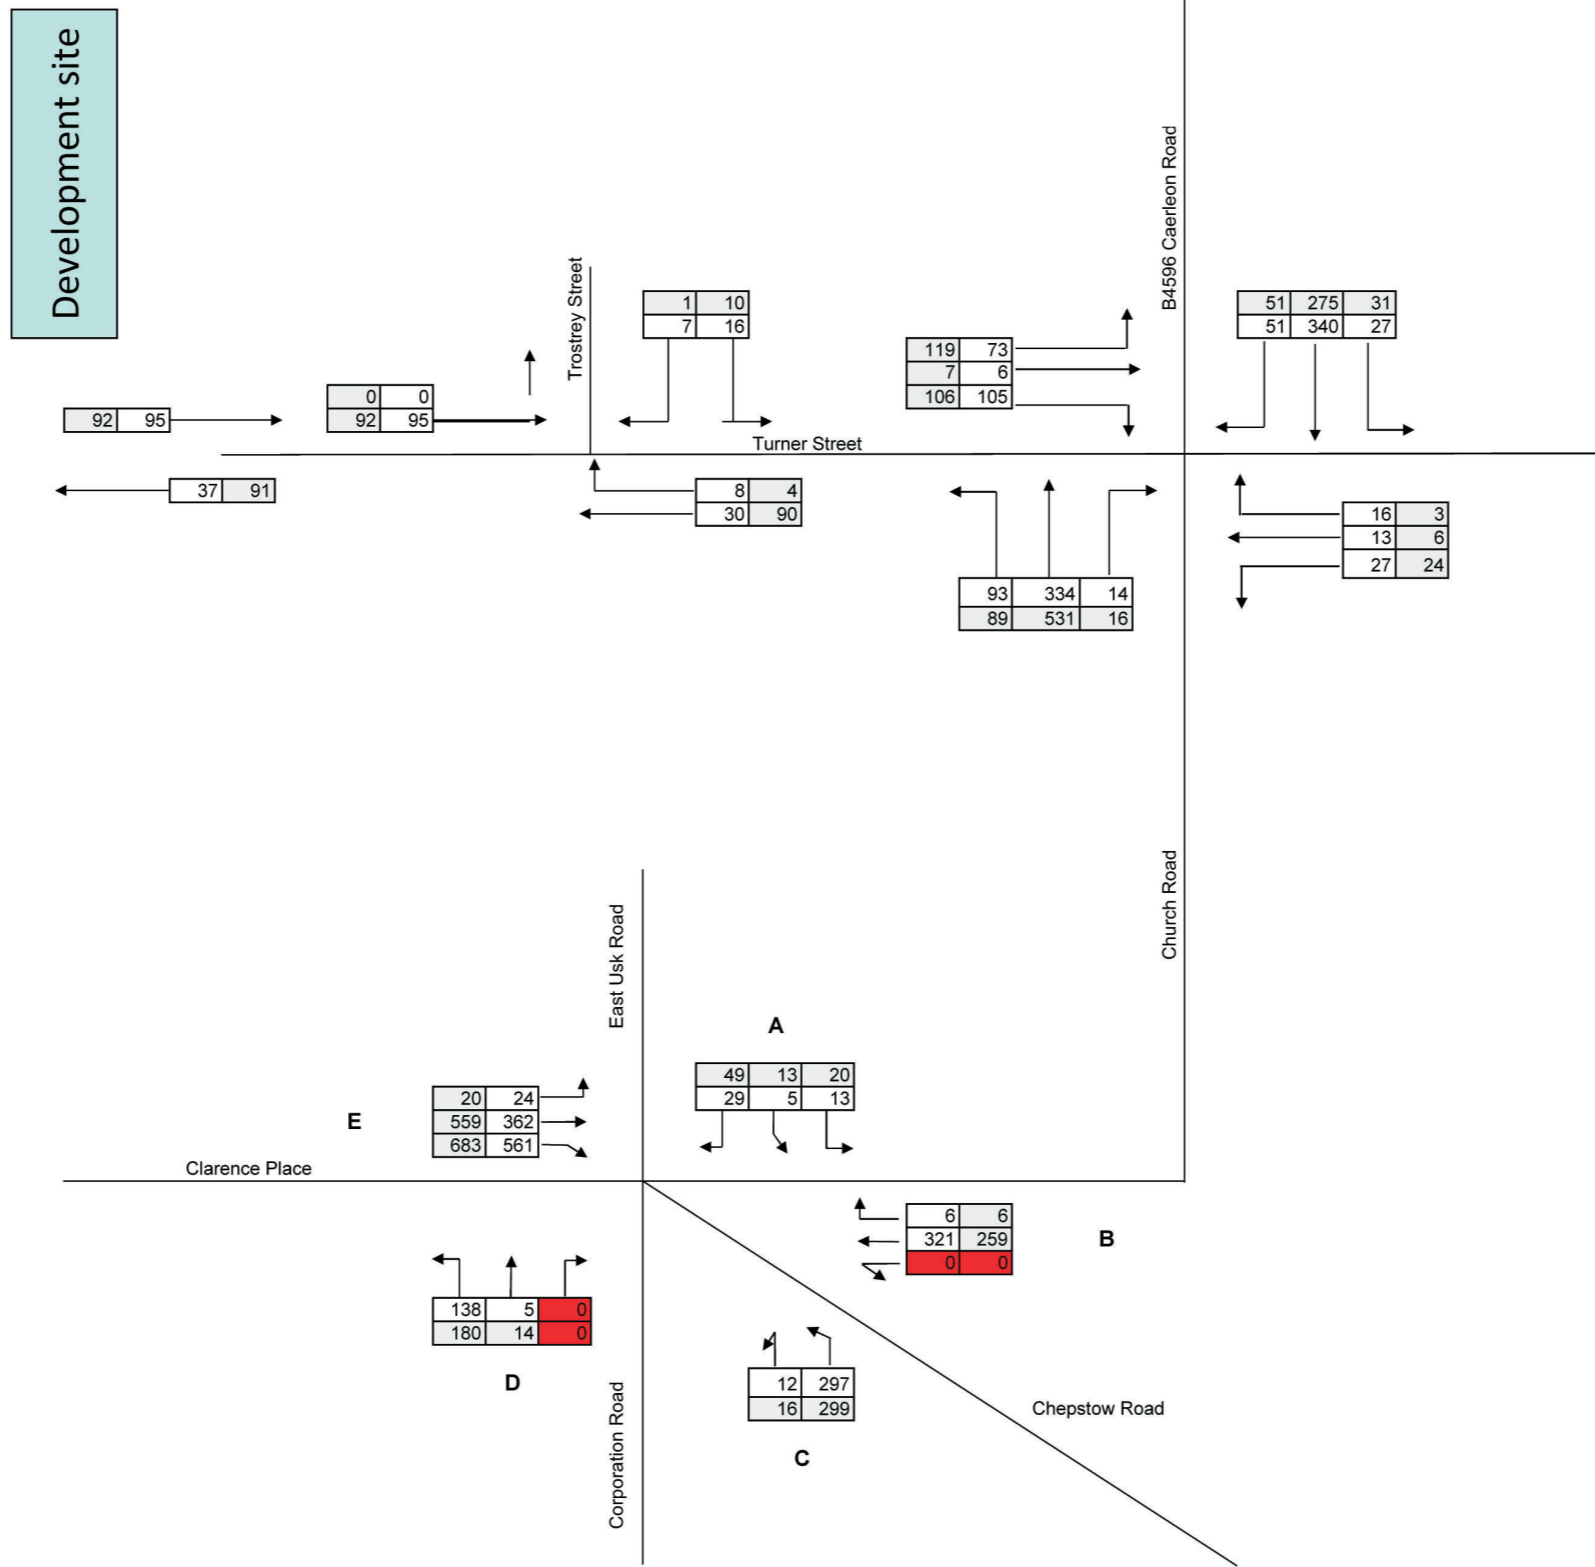 Development site
B4596 Caerleon Road
Trostrey Street
1 10
7 16
51 275 31
51 340 27
119 73
7 6
106 105
0 0
92 95
92 95
Turner Street
37 91
8 4
30 90
16 3
13 6
27 24
93 334 14
89 531 16
Church Road
East Usk Road
A
49 13 20
29 5 13
E
20 24
559 362
683 561
Clarence Place
6 6
321 259
0 0
B
138 5 0
180 14 0
D
12 297
16 299
C
Corporation Road
Chepstow Road